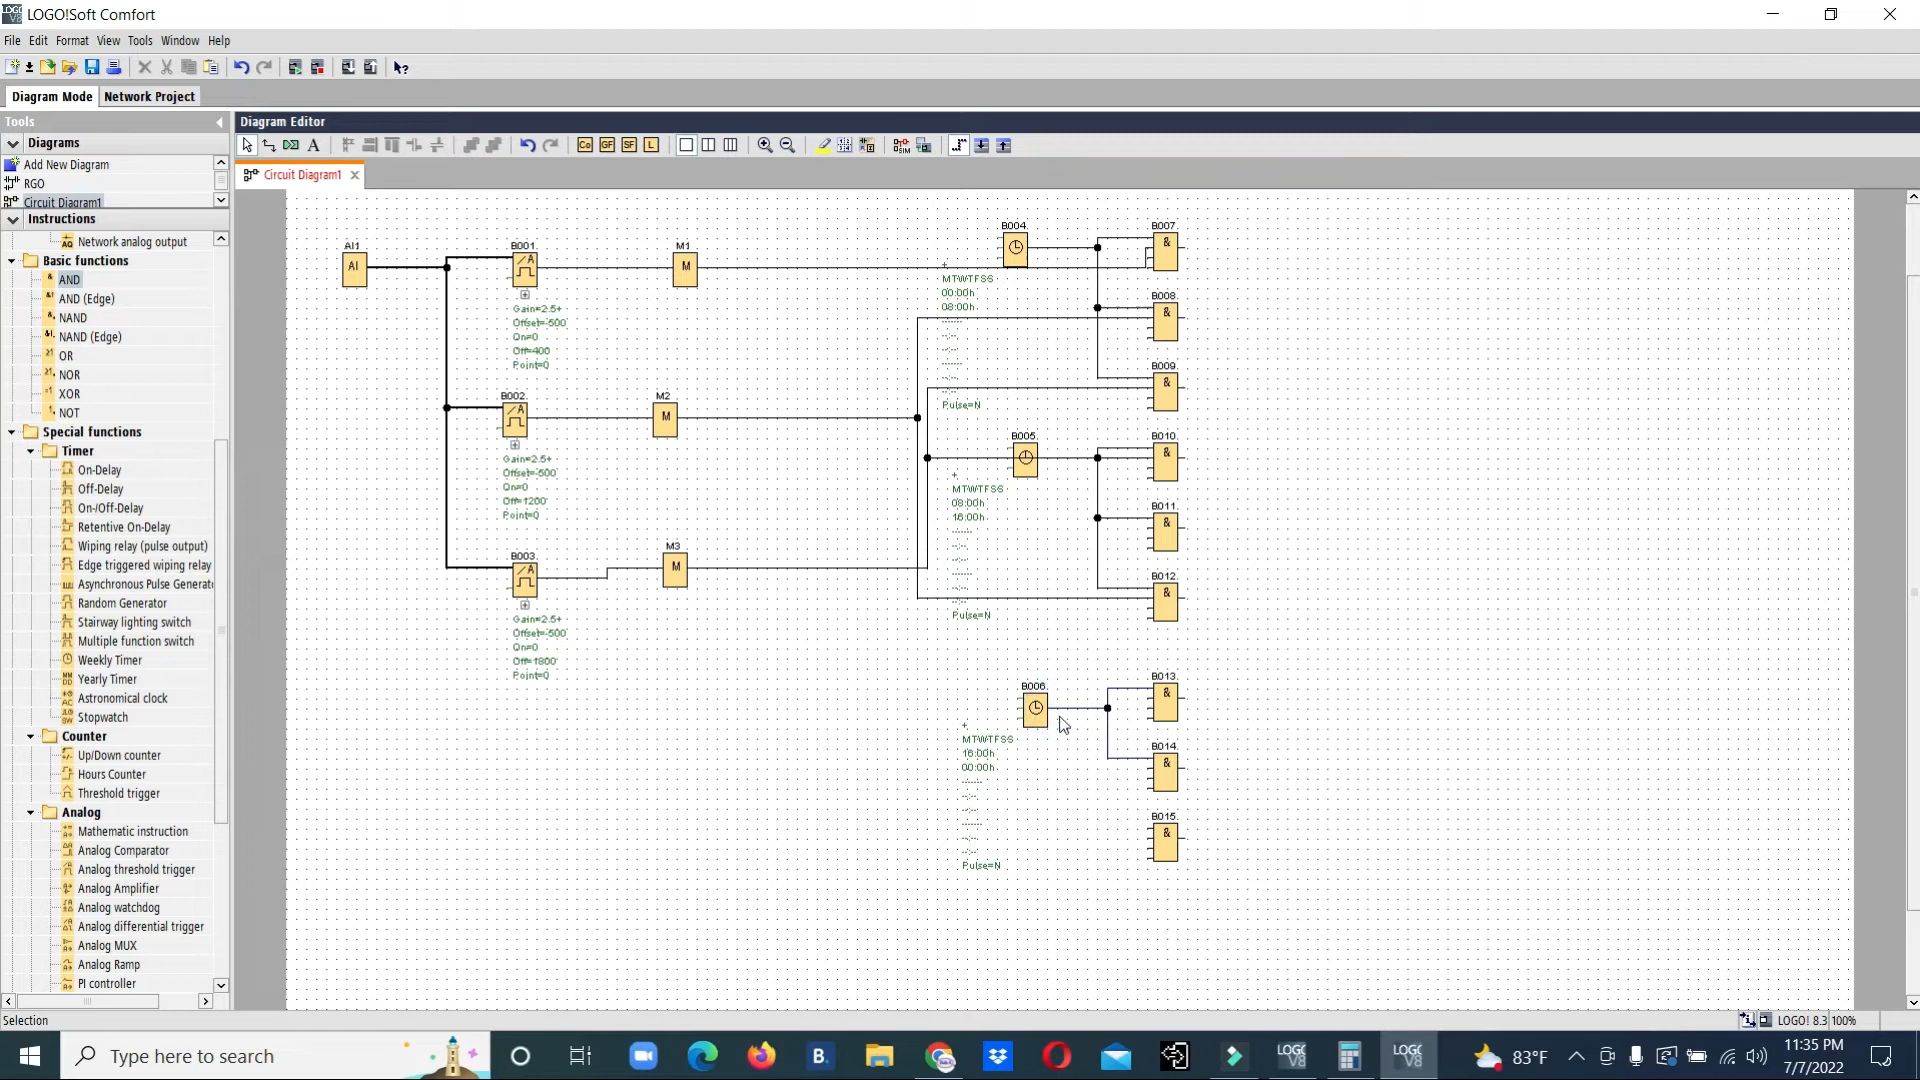 LOGO!Soft Comfort
File Edit Format View Tools Window Help
Diagram Mode Network Project
Tools
Diagrams
Add New Diagram
RGO
Circuit Diagram1
Instructions
Network analog output
Basic functions
AND
AND (Edge)
NAND
NAND (Edge)
OR
NOR
XOR
NOT
Special functions
Timer
On-Delay
Off-Delay
On-/Off-Delay
Retentive On-Delay
Wiping relay (pulse output)
Edge triggered wiping relay
Asynchronous Pulse Generato
Random Generator
Stairway lighting switch
Multiple function switch
Weekly Timer
Yearly Timer
Astronomical clock
Stopwatch
Counter
Up/Down counter
Hours Counter
Threshold trigger
Analog
Mathematic instruction
Analog Comparator
Analog threshold trigger
Analog Amplifier
Analog watchdog
Analog differential trigger
Analog MUX
Analog Ramp
PI controller
Selection
Diagram Editor
Co GF SF L
Circuit Diagram1
AI1
AI
B001
Gain=2.5+
Offset=-500
On=0
Off=400
Point=0
M1
M
B002
Gain=2.5+
Offset=-500
On=0
Off=1200
Point=0
M2
M
B003
Gain=2.5+
Offset=-500
On=0
Off=1800
Point=0
M3
M
B004
MTWTFSS
00:00h
08:00h
Pulse=N
B005
MTWTFSS
08:00h
16:00h
Pulse=N
B006
MTWTFSS
16:00h
00:00h
Pulse=N
B007
&
B008
&
B009
&
B010
&
B011
&
B012
&
B013
&
B014
&
B015
&
LOGO! 8.3 100%
Type here to search
83°F
11:35 PM
7/7/2022